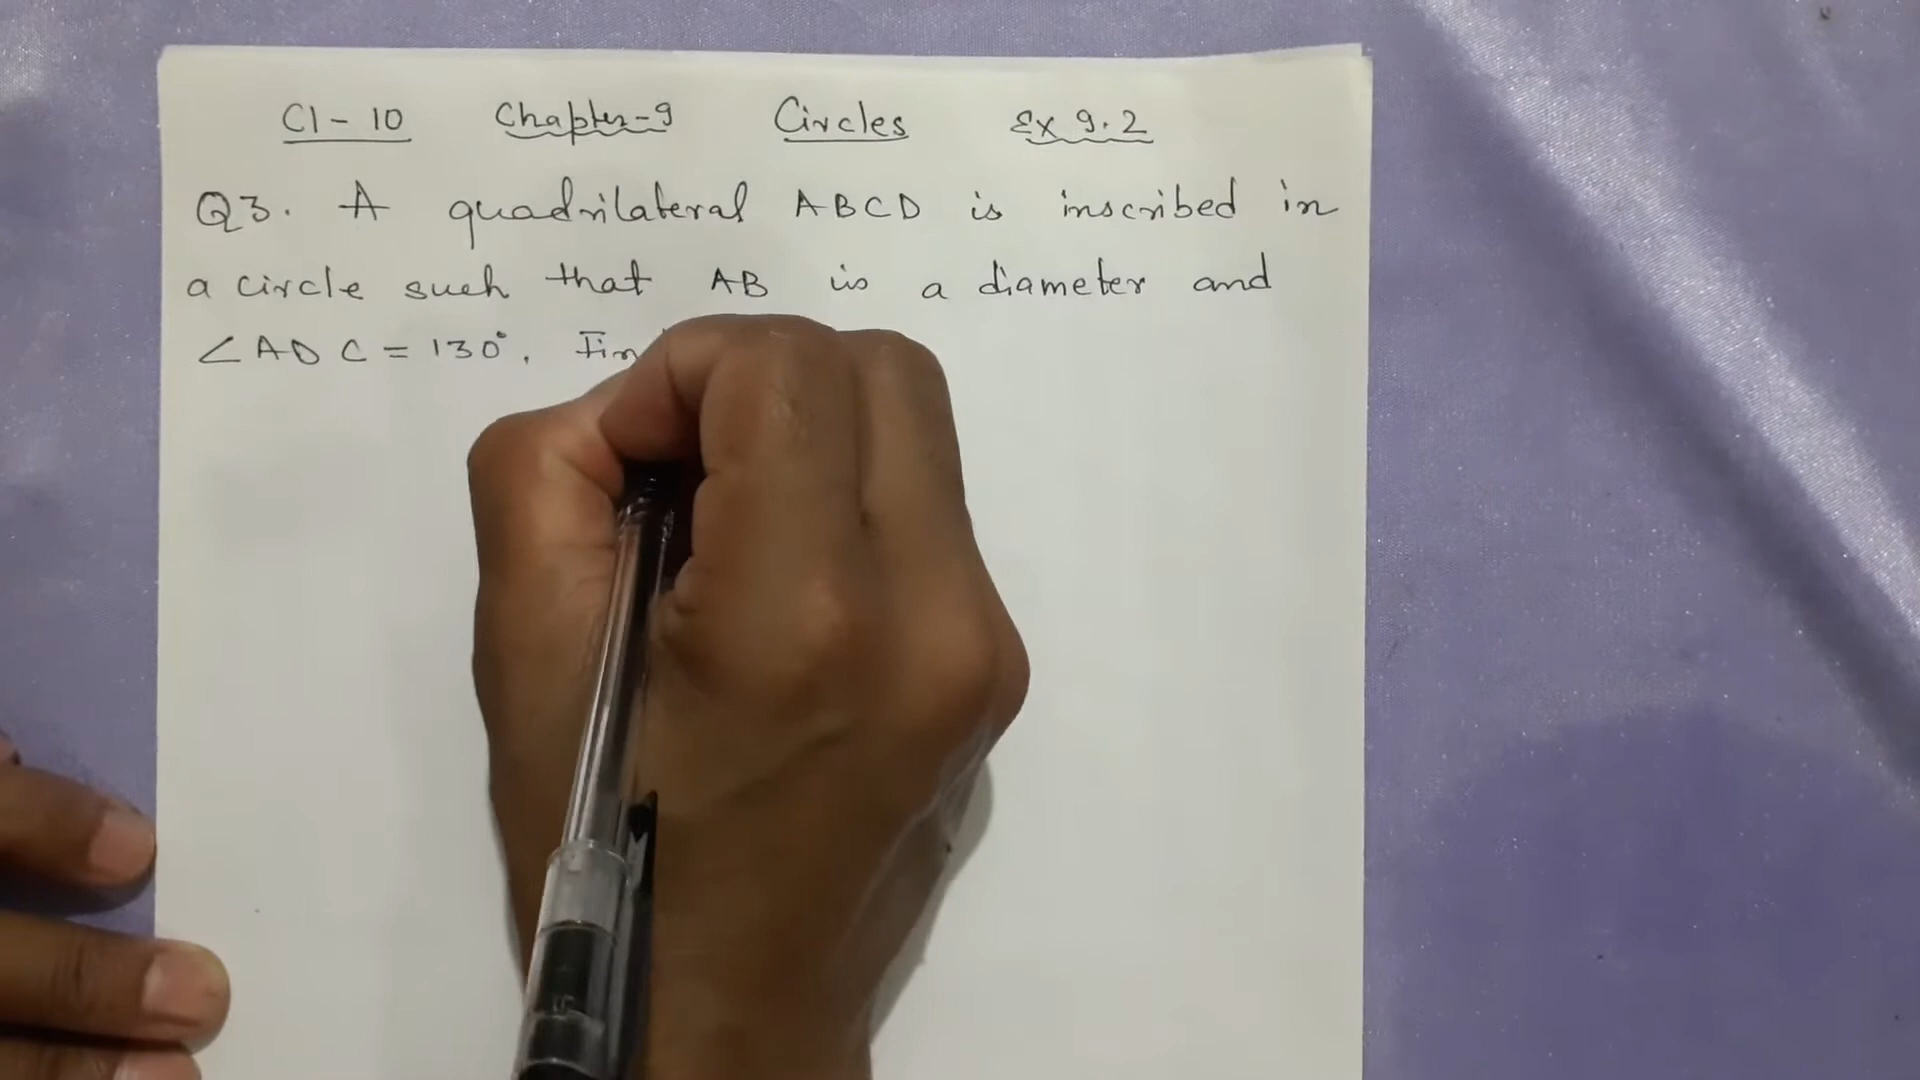 Cl - 10 Chapter-9 Circles Ex 9.2
Q3. A quadrilateral ABCD is inscribed in
a circle such that AB is a diameter and
∠ADC = 130°. Fin